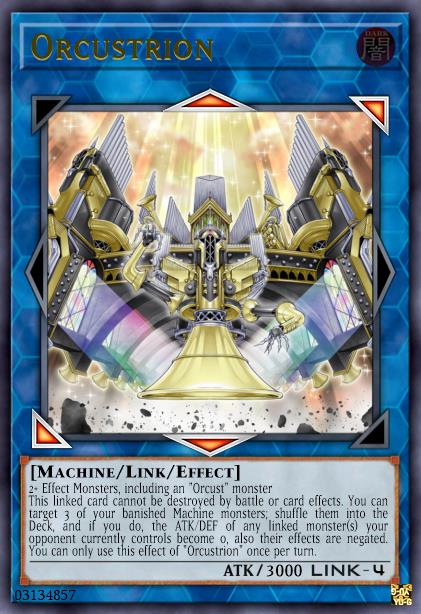 ORCUSTRION
DARK
闇
[MACHINE/LINK/EFFECT]
2+ Effect Monsters, including an "Orcust" monster
This linked card cannot be destroyed by battle or card effects. You can
target 3 of your banished Machine monsters; shuffle them into the
Deck, and if you do, the ATK/DEF of any linked monster(s) your
opponent currently controls become 0, also their effects are negated.
You can only use this effect of "Orcustrion" once per turn.
ATK/3000 LINK-4
03134857